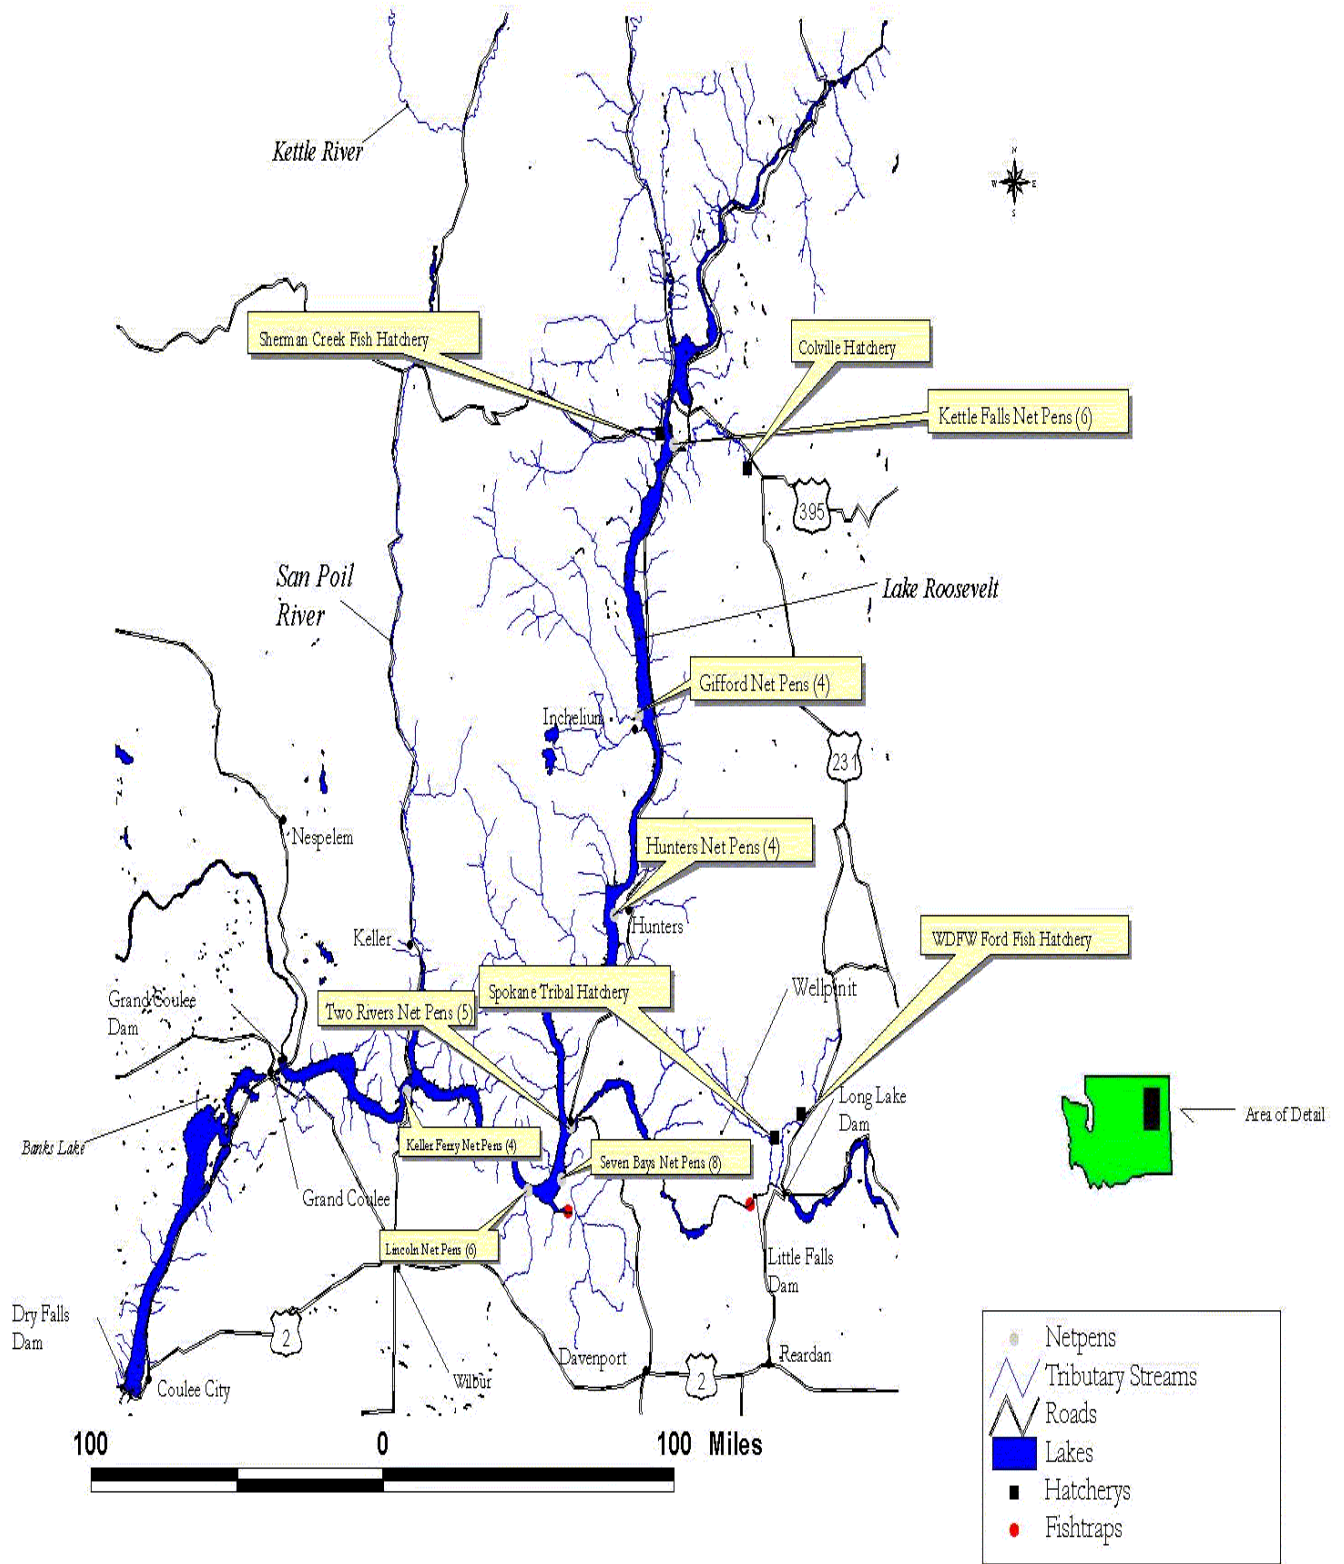 Kettle River
N
W
E
S
Sherman Creek Fish Hatchery
Colville Hatchery
Kettle Falls Net Pens (6)
395
San Poil
River
Lake Roosevelt
Gifford Net Pens (4)
Inchelium
231
Nespelem
Hunters Net Pens (4)
Hunters
Keller
WDFW Ford Fish Hatchery
Grand Coulee
Dam
Two Rivers Net Pens (5)
Spokane Tribal Hatchery
Wellpinit
Long Lake
Dam
Area of Detail
Banks Lake
Keller Ferry Net Pens (4)
Seven Bays Net Pens (8)
Grand Coulee
Lincoln Net Pens (6)
Little Falls
Dam
Dry Falls
Dam
2
Davenport
2
Reardan
Coulee City
Wilbur
100
0
100 Miles
Netpens
Tributary Streams
Roads
Lakes
Hatcherys
Fishtraps